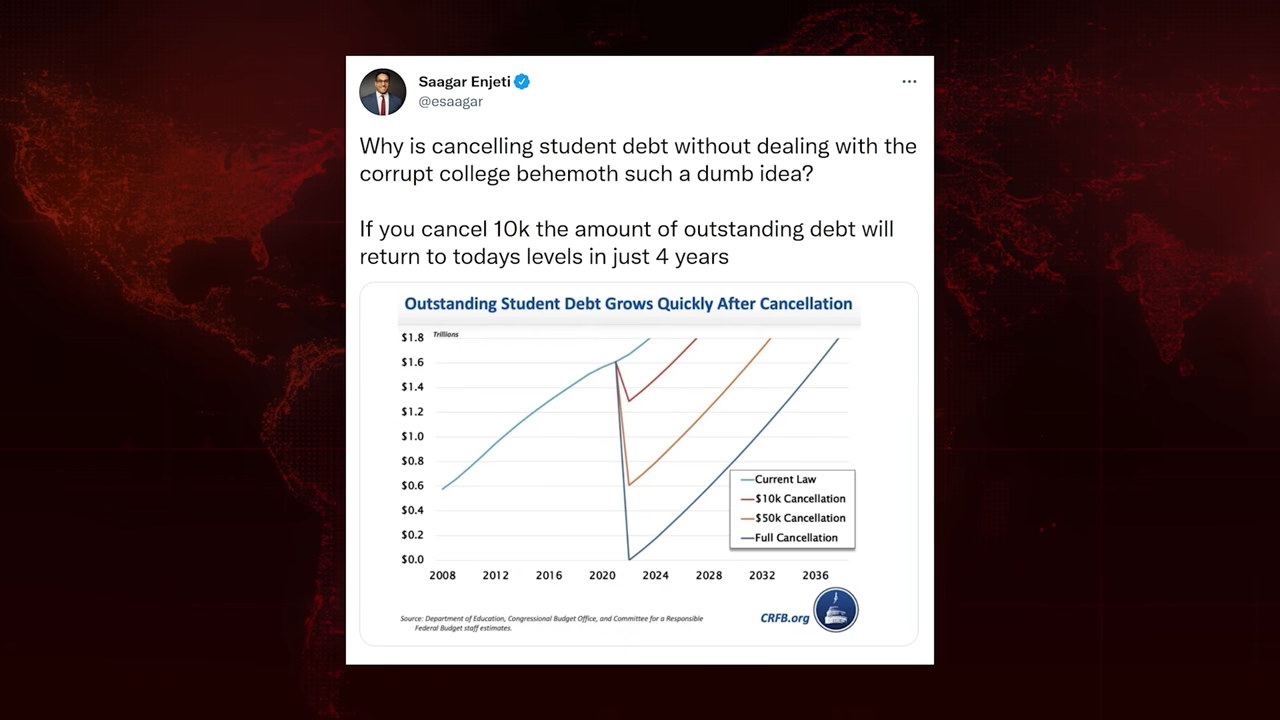 Saagar Enjeti
@esaagar
Why is cancelling student debt without dealing with the
corrupt college behemoth such a dumb idea?
If you cancel 10k the amount of outstanding debt will
return to todays levels in just 4 years
Outstanding Student Debt Grows Quickly After Cancellation
Trillions
$1.8
$1.6
$1.4
$1.2
$1.0
$0.8
$0.6
$0.4
$0.2
$0.0
Current Law
$10k Cancellation
$50k Cancellation
Full Cancellation
2008 2012 2016 2020 2024 2028 2032 2036
Source: Department of Education, Congressional Budget Office, and Committee for a Responsible
Federal Budget staff estimates.
CRFB.org